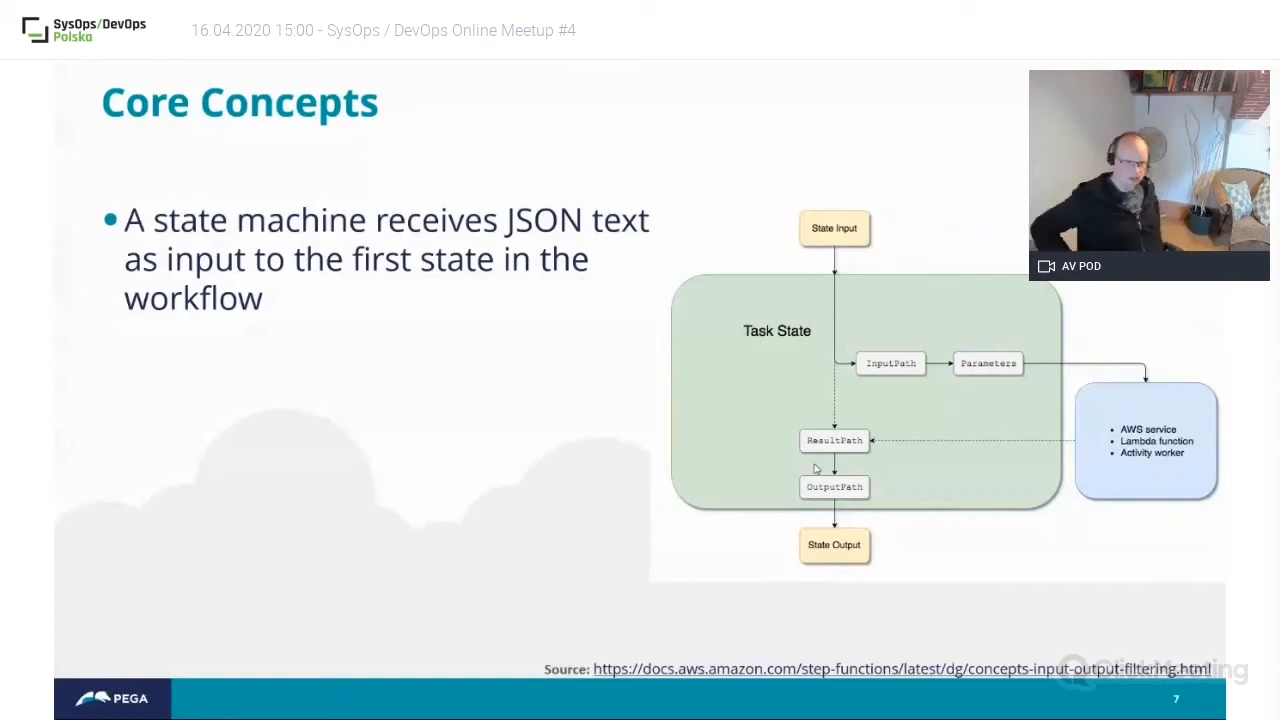 SysOps/DevOps
Polska
16.04.2020 15:00 - SysOps / DevOps Online Meetup #4
Core Concepts
• A state machine receives JSON text
as input to the first state in the
workflow
State Input
Task State
InputPath
Parameters
ResultPath
OutputPath
State Output
• AWS service
• Lambda function
• Activity worker
AV POD
Source: https://docs.aws.amazon.com/step-functions/latest/dg/concepts-input-output-filtering.html
ClickMeeting
PEGA
7